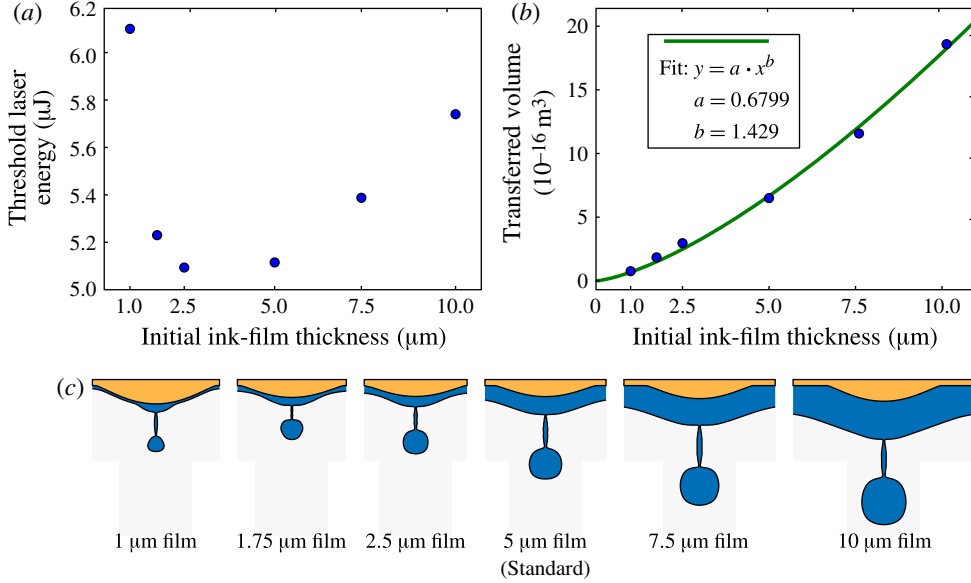 (a)
Threshold laser
energy (μJ)
6.2
6.0
5.8
5.4
5.2
5.1
5.0
1.0
2.5
5.0
7.5
10.0
Initial ink-film thickness (μm)
(b)
Transferred volume
(10–16 m3)
20
15
10
5
0
Fit: y = a · x^b
a = 0.6799
b = 1.429
0
1.0
2.5
5.0
7.5
10.0
Initial ink-film thickness (μm)
(c)
1 μm film
1.75 μm film
2.5 μm film
5 μm film
(Standard)
7.5 μm film
10 μm film